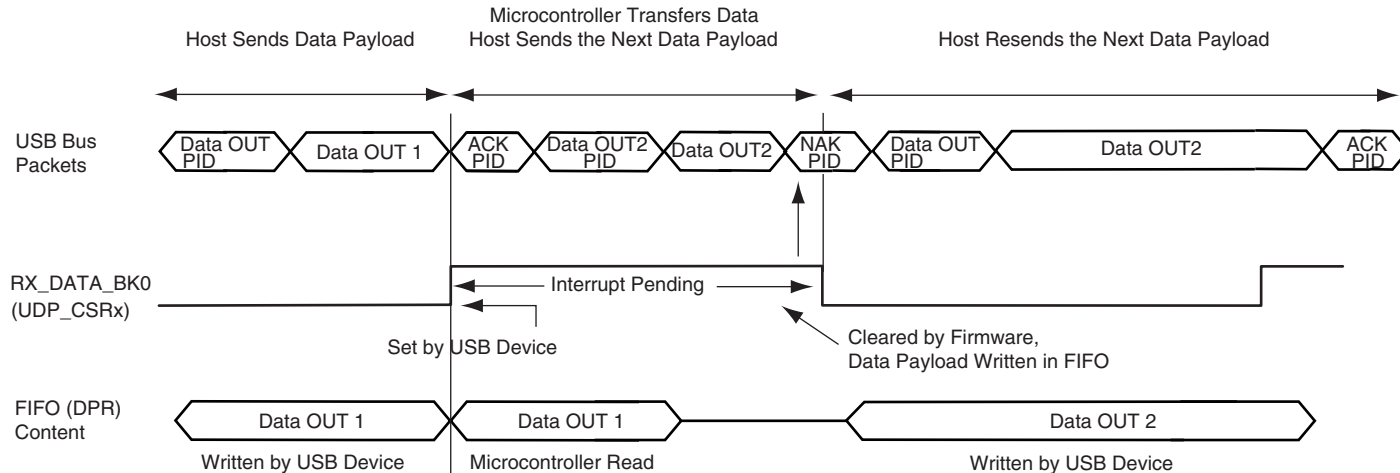 Microcontroller Transfers Data
Host Sends Data Payload
Host Sends the Next Data Payload
Host Resends the Next Data Payload
USB Bus
Packets
Data OUT
PID
Data OUT 1
ACK
PID
Data OUT2
PID
Data OUT2
NAK
PID
Data OUT
PID
Data OUT2
ACK
PID
RX_DATA_BK0
(UDP_CSRx)
Interrupt Pending
Set by USB Device
Cleared by Firmware,
Data Payload Written in FIFO
FIFO (DPR)
Content
Data OUT 1
Data OUT 1
Data OUT 2
Written by USB Device
Microcontroller Read
Written by USB Device